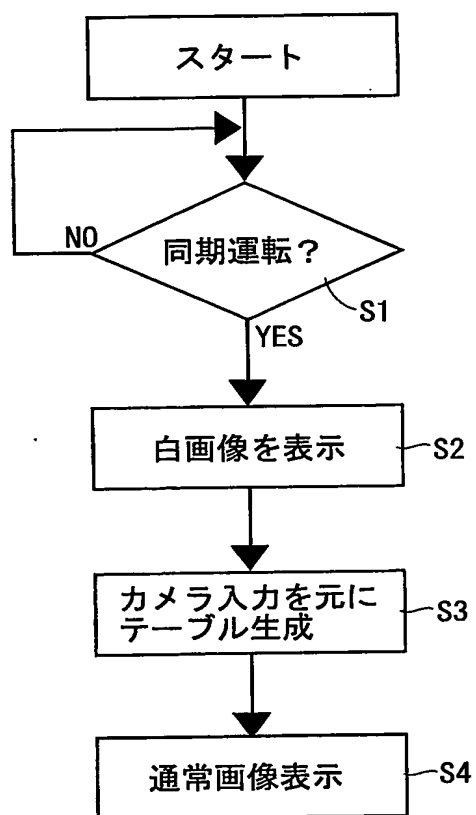 スタート
NO
同期運転？
S1
YES
白画像を表示
S2
カメラ入力を元に
テーブル生成
S3
通常画像表示
S4